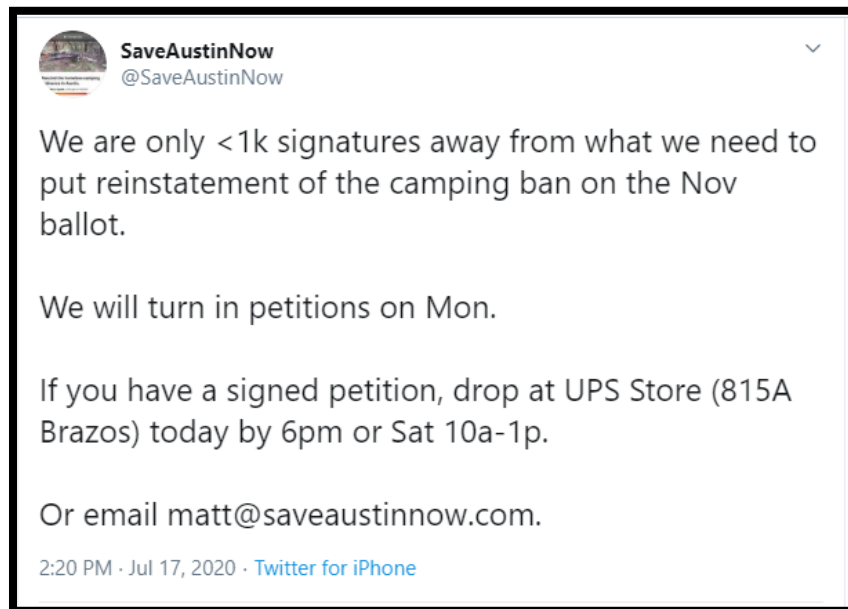 SaveAustinNow
@SaveAustinNow
We are only <1k signatures away from what we need to
put reinstatement of the camping ban on the Nov
ballot.
We will turn in petitions on Mon.
If you have a signed petition, drop at UPS Store (815A
Brazos) today by 6pm or Sat 10a-1p.
Or email matt@saveaustinnow.com.
2:20 PM · Jul 17, 2020 · Twitter for iPhone